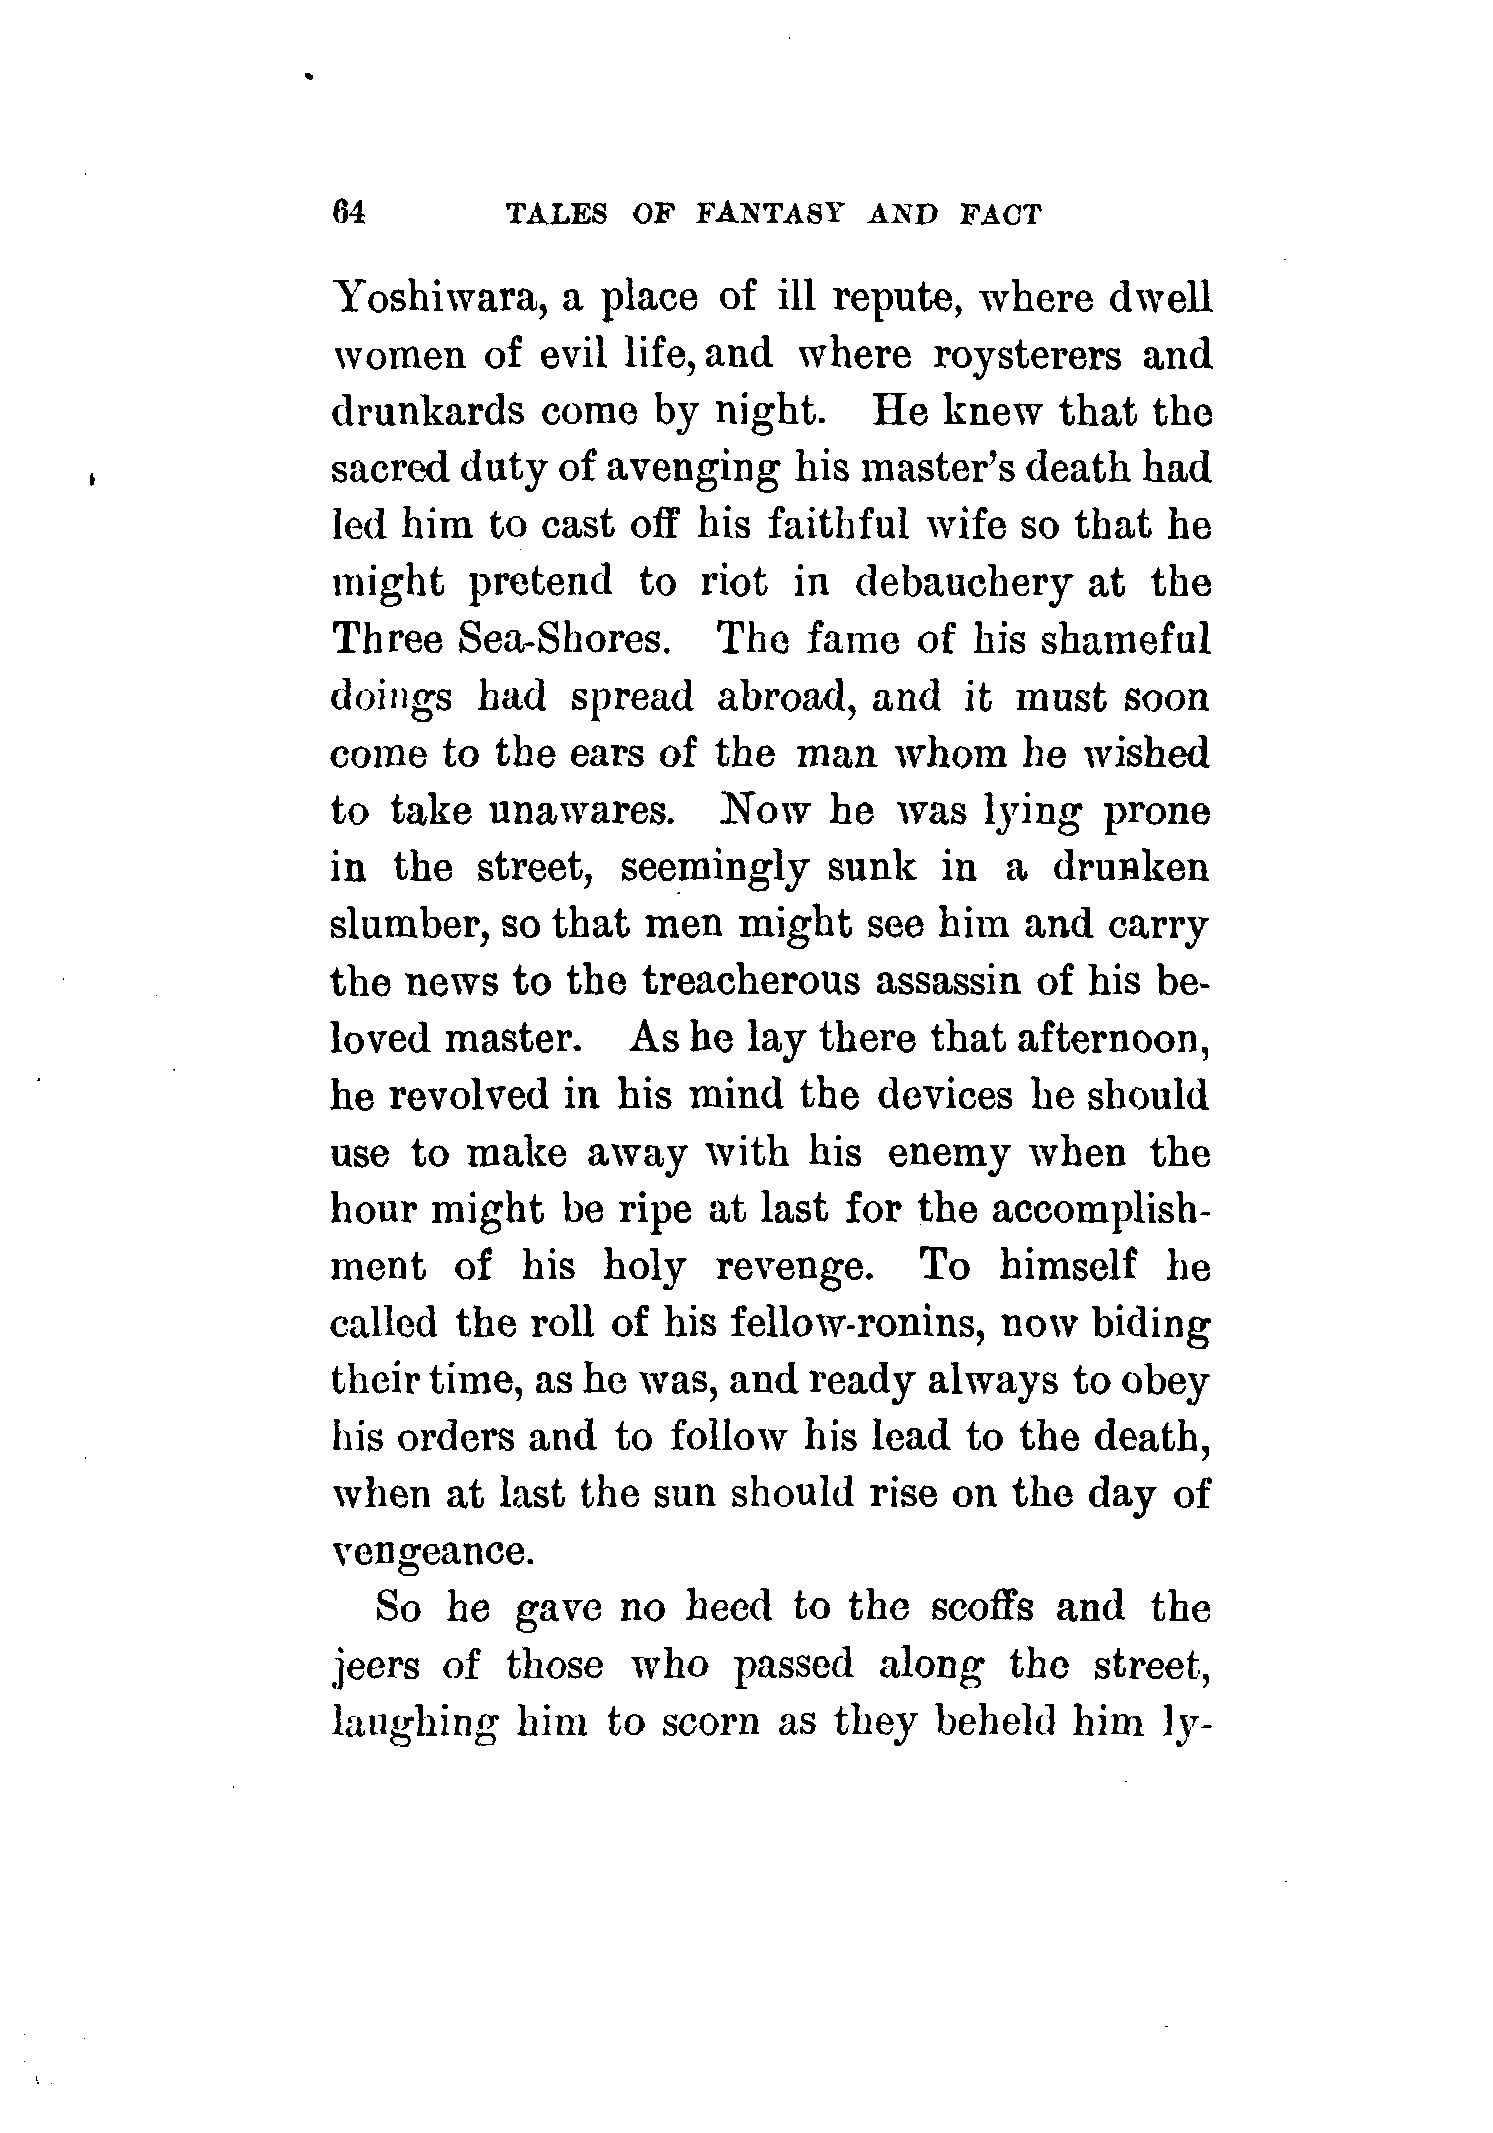 64 TALES OF FANTASY AND FACT
Yoshiwara, a place of ill repute, where dwell
women of evil life, and where roysterers and
drunkards come by night. He knew that the
sacred duty of avenging his master's death had
led him to cast off his faithful wife so that he
might pretend to riot in debauchery at the
Three Sea-Shores. The fame of his shameful
doings had spread abroad, and it must soon
come to the ears of the man whom he wished
to take unawares. Now he was lying prone
in the street, seemingly sunk in a drunken
slumber, so that men might see him and carry
the news to the treacherous assassin of his be-
loved master. As he lay there that afternoon,
he revolved in his mind the devices he should
use to make away with his enemy when the
hour might be ripe at last for the accomplish-
ment of his holy revenge. To himself he
called the roll of his fellow-ronins, now biding
their time, as he was, and ready always to obey
his orders and to follow his lead to the death,
when at last the sun should rise on the day of
vengeance.
So he gave no heed to the scoffs and the
jeers of those who passed along the street,
laughing him to scorn as they beheld him ly-